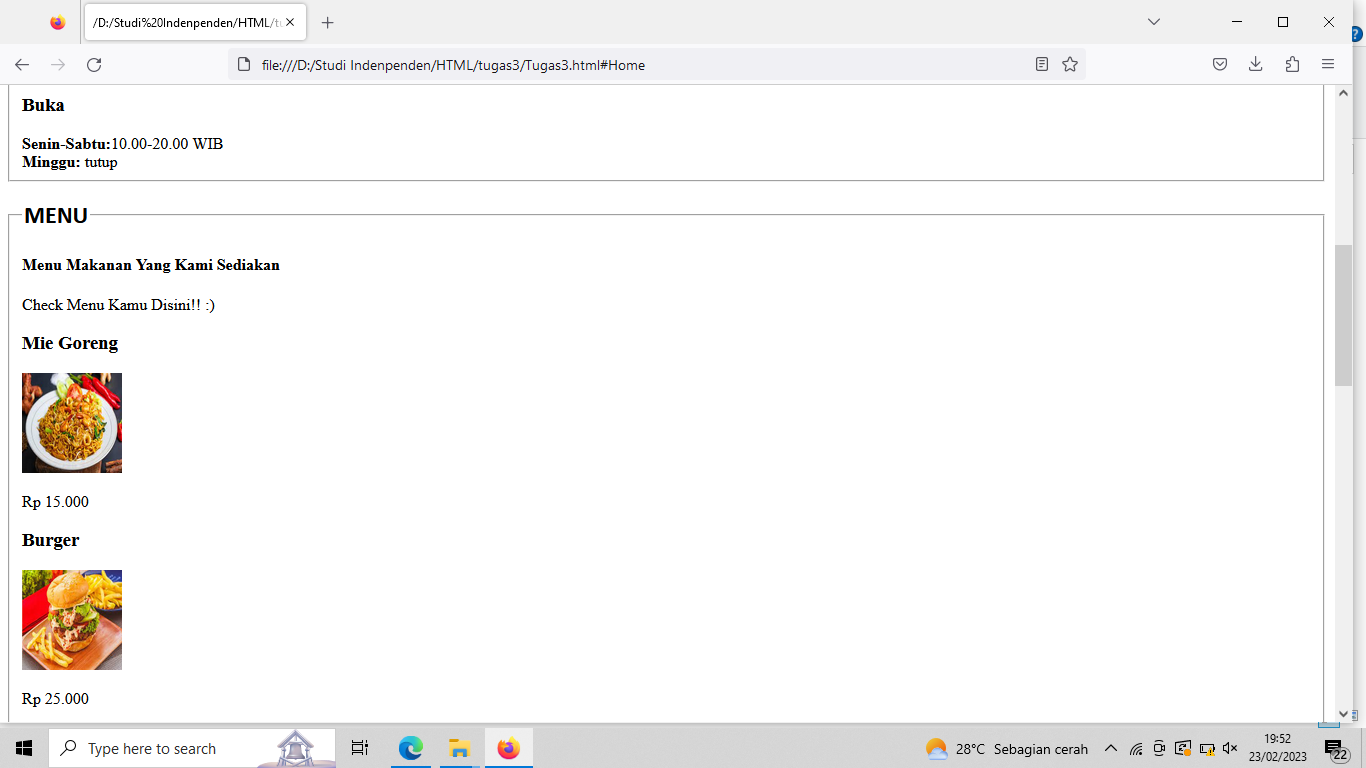 /D:/Studi%20Indenpenden/HTML/tu
file:///D:/Studi Indenpenden/HTML/tugas3/Tugas3.html#Home
Buka
Senin-Sabtu:10.00-20.00 WIB
Minggu: tutup
MENU
Menu Makanan Yang Kami Sediakan
Check Menu Kamu Disini!! :)
Mie Goreng
Rp 15.000
Burger
Rp 25.000
Type here to search
28°C Sebagian cerah
19:52
23/02/2023
22